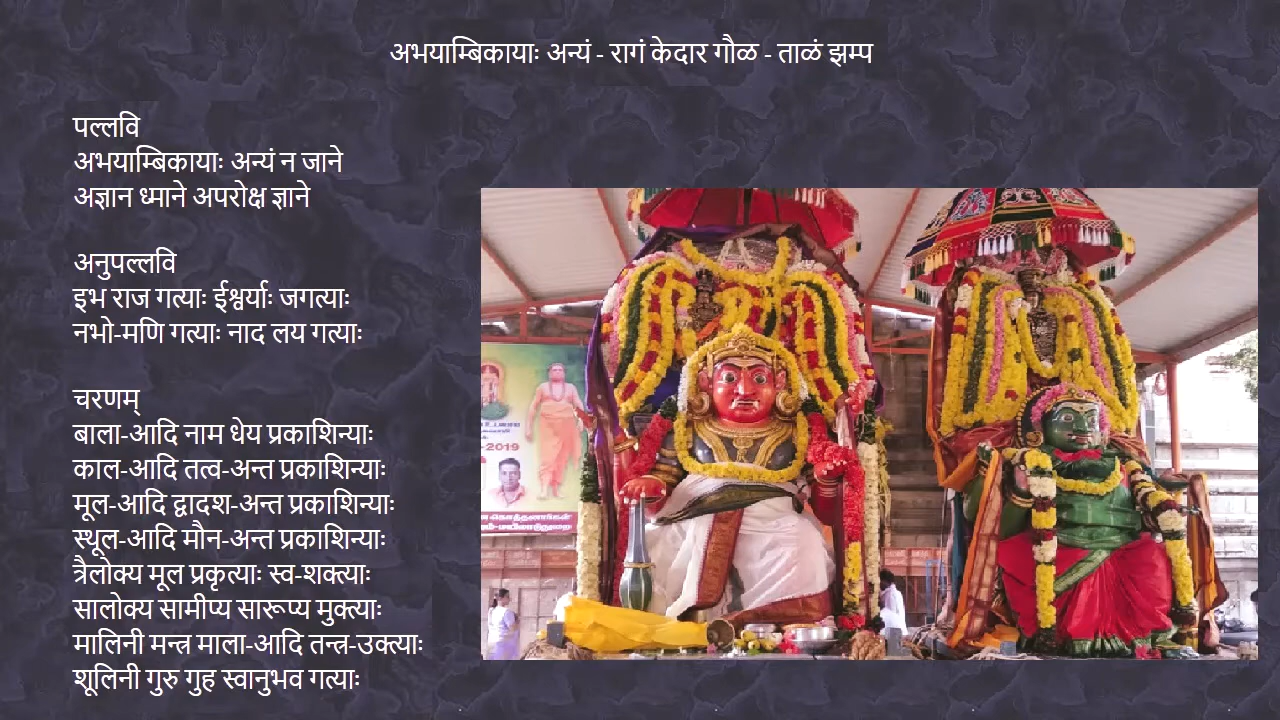 अभयाम्बिकायाः अन्यं - रागं केदार गौळ - ताळं झम्प
पल्लवि
अभयाम्बिकायाः अन्यं न जाने
अज्ञान ध्माने अपरोक्ष ज्ञाने
अनुपल्लवि
इभ राज गत्याः ईश्वर्याः जगत्याः
नभो-मणि गत्याः नाद लय गत्याः
चरणम्
बाला-आदि नाम धेय प्रकाशिन्याः
काल-आदि तत्व-अन्त प्रकाशिन्याः
मूल-आदि द्वादश-अन्त प्रकाशिन्याः
स्थूल-आदि मौन-अन्त प्रकाशिन्याः
त्रैलोक्य मूल प्रकृत्याः स्व-शक्त्याः
सालोक्य सामीप्य सारूप्य मुक्त्याः
मालिनी मन्त्र माला-आदि तन्त्र-उक्त्याः
शूलिनी गुरु गुह स्वानुभव गत्याः
-2019